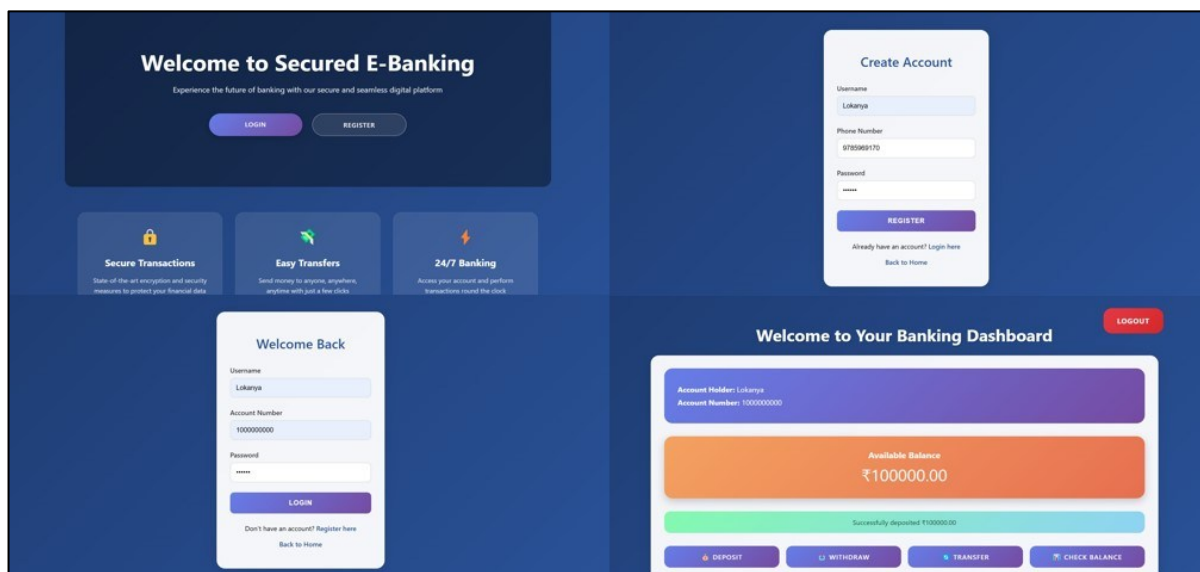 Welcome to Secured E-Banking
Experience the future of banking with our secure and seamless digital platform
LOGIN
REGISTER
Secure Transactions
State-of-the-art encryption and security
measures to protect your financial data
Easy Transfers
Send money to anyone, anywhere,
anytime with just a few clicks
24/7 Banking
Access your account and perform
transactions round the clock
Create Account
Username
Lokanya
Phone Number
9785969170
Password
••••••
REGISTER
Already have an account? Login here
Back to Home
Welcome Back
Username
Lokanya
Account Number
1000000000
Password
••••••
LOGIN
Don't have an account? Register here
Back to Home
LOGOUT
Welcome to Your Banking Dashboard
Account Holder: Lokanya
Account Number: 1000000000
Available Balance
₹100000.00
Successfully deposited ₹100000.00
DEPOSIT
WITHDRAW
TRANSFER
CHECK BALANCE